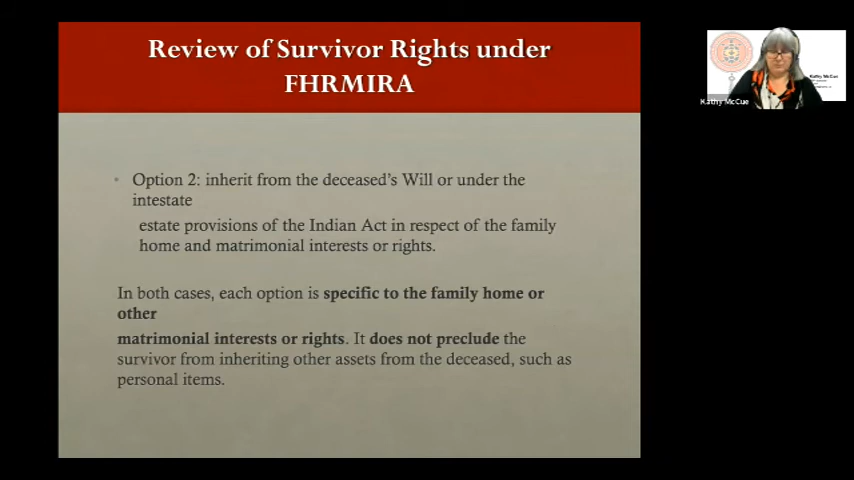 Review of Survivor Rights under
FHRMIRA
• Option 2: inherit from the deceased's Will or under the
intestate
estate provisions of the Indian Act in respect of the family
home and matrimonial interests or rights.
In both cases, each option is specific to the family home or
other
matrimonial interests or rights. It does not preclude the
survivor from inheriting other assets from the deceased, such as
personal items.
Kathy McCue
Kathy McCue